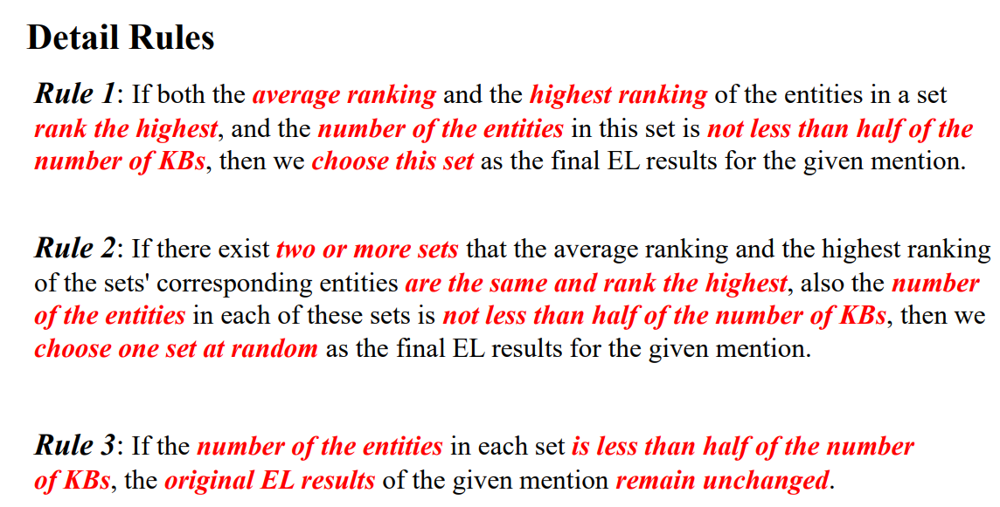 Detail Rules
Rule 1: If both the average ranking and the highest ranking of the entities in a set
rank the highest, and the number of the entities in this set is not less than half of the
number of KBs, then we choose this set as the final EL results for the given mention.
Rule 2: If there exist two or more sets that the average ranking and the highest ranking
of the sets' corresponding entities are the same and rank the highest, also the number
of the entities in each of these sets is not less than half of the number of KBs, then we
choose one set at random as the final EL results for the given mention.
Rule 3: If the number of the entities in each set is less than half of the number
of KBs, the original EL results of the given mention remain unchanged.